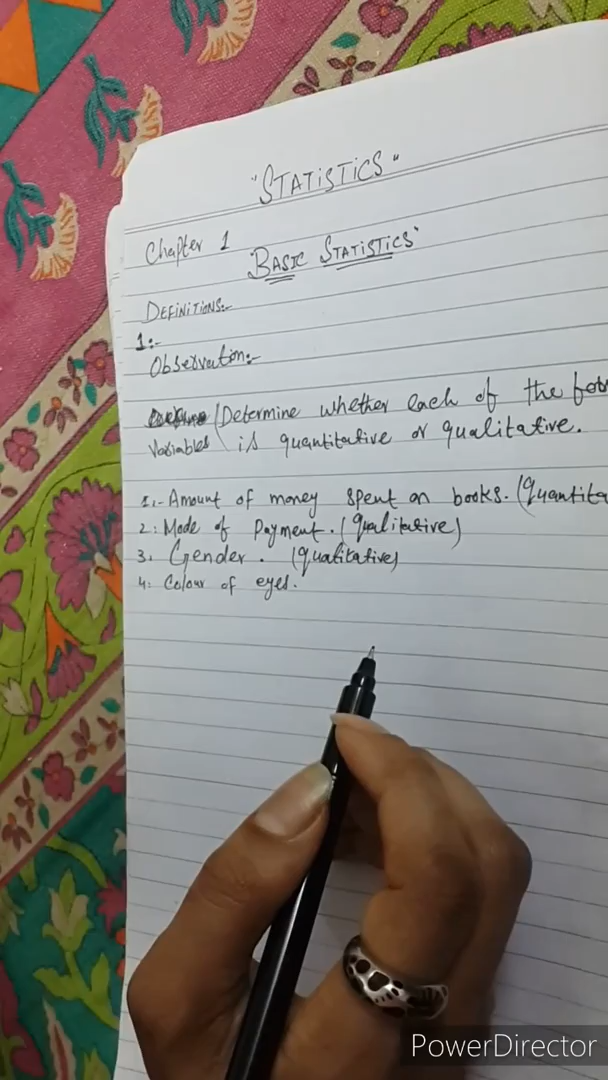 "STATISTICS"
Chapter 1
BASIC STATISTICS"
DEFINITIONS:-
1:-
Observation:-
(Determine whether each of the
Variables is quantitative or qualitative.
1:- Amount of money spent on books. (Quantita
2: Mode of Payment. (qualitative)
3. Gender. (qualitative)
4: Colour of eyes.
PowerDirector